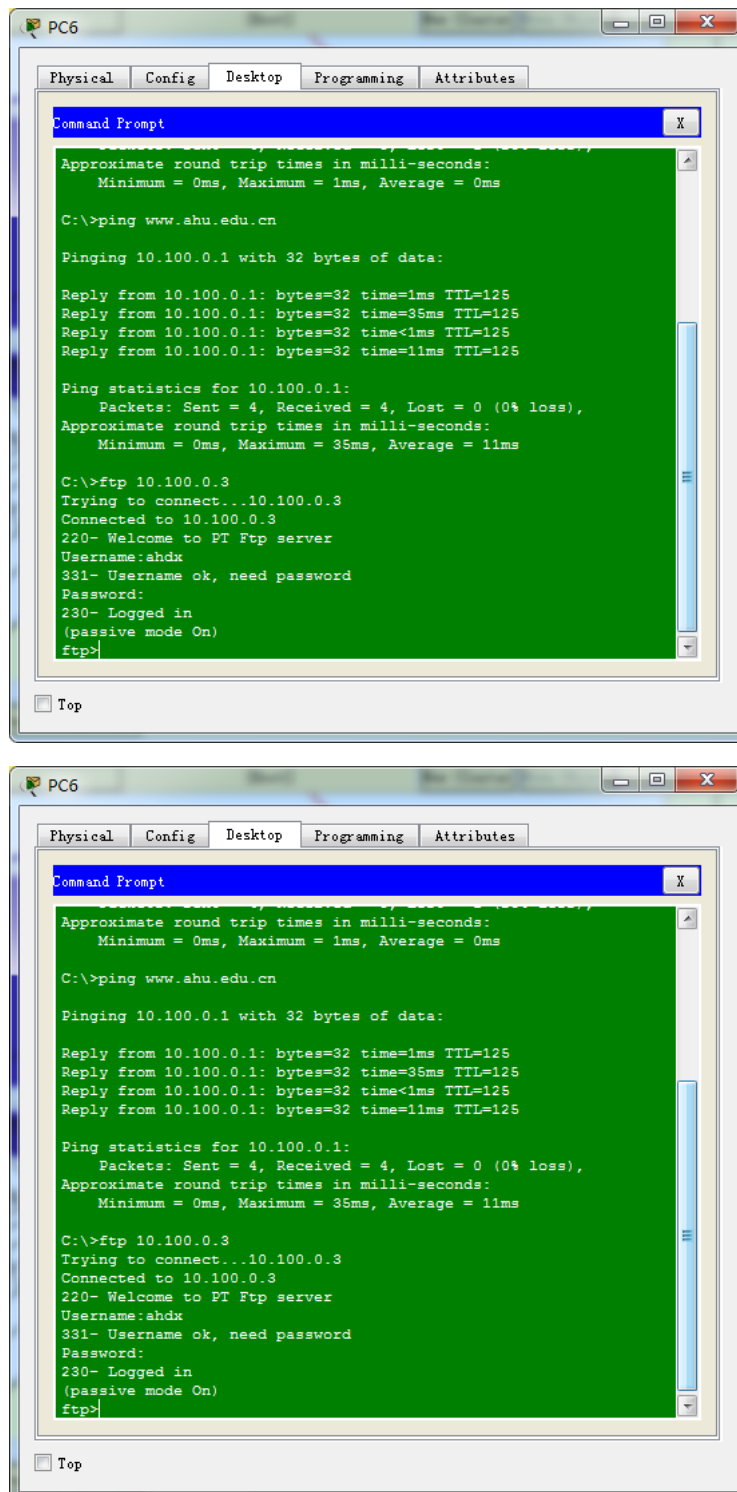 PC6
Physical Config Desktop Programming Attributes
Command Prompt
X
Approximate round trip times in milli-seconds:
Minimum = 0ms, Maximum = 1ms, Average = 0ms
C:\>ping www.ahu.edu.cn
Pinging 10.100.0.1 with 32 bytes of data:
Reply from 10.100.0.1: bytes=32 time=1ms TTL=125
Reply from 10.100.0.1: bytes=32 time=35ms TTL=125
Reply from 10.100.0.1: bytes=32 time<1ms TTL=125
Reply from 10.100.0.1: bytes=32 time=11ms TTL=125
Ping statistics for 10.100.0.1:
Packets: Sent = 4, Received = 4, Lost = 0 (0% loss),
Approximate round trip times in milli-seconds:
Minimum = 0ms, Maximum = 35ms, Average = 11ms
C:\>ftp 10.100.0.3
Trying to connect...10.100.0.3
Connected to 10.100.0.3
220- Welcome to PT Ftp server
Username:ahdx
331- Username ok, need password
Password:
230- Logged in
(passive mode On)
ftp>
Top
PC6
Physical Config Desktop Programming Attributes
Command Prompt
X
Approximate round trip times in milli-seconds:
Minimum = 0ms, Maximum = 1ms, Average = 0ms
C:\>ping www.ahu.edu.cn
Pinging 10.100.0.1 with 32 bytes of data:
Reply from 10.100.0.1: bytes=32 time=1ms TTL=125
Reply from 10.100.0.1: bytes=32 time=35ms TTL=125
Reply from 10.100.0.1: bytes=32 time<1ms TTL=125
Reply from 10.100.0.1: bytes=32 time=11ms TTL=125
Ping statistics for 10.100.0.1:
Packets: Sent = 4, Received = 4, Lost = 0 (0% loss),
Approximate round trip times in milli-seconds:
Minimum = 0ms, Maximum = 35ms, Average = 11ms
C:\>ftp 10.100.0.3
Trying to connect...10.100.0.3
Connected to 10.100.0.3
220- Welcome to PT Ftp server
Username:ahdx
331- Username ok, need password
Password:
230- Logged in
(passive mode On)
ftp>
Top